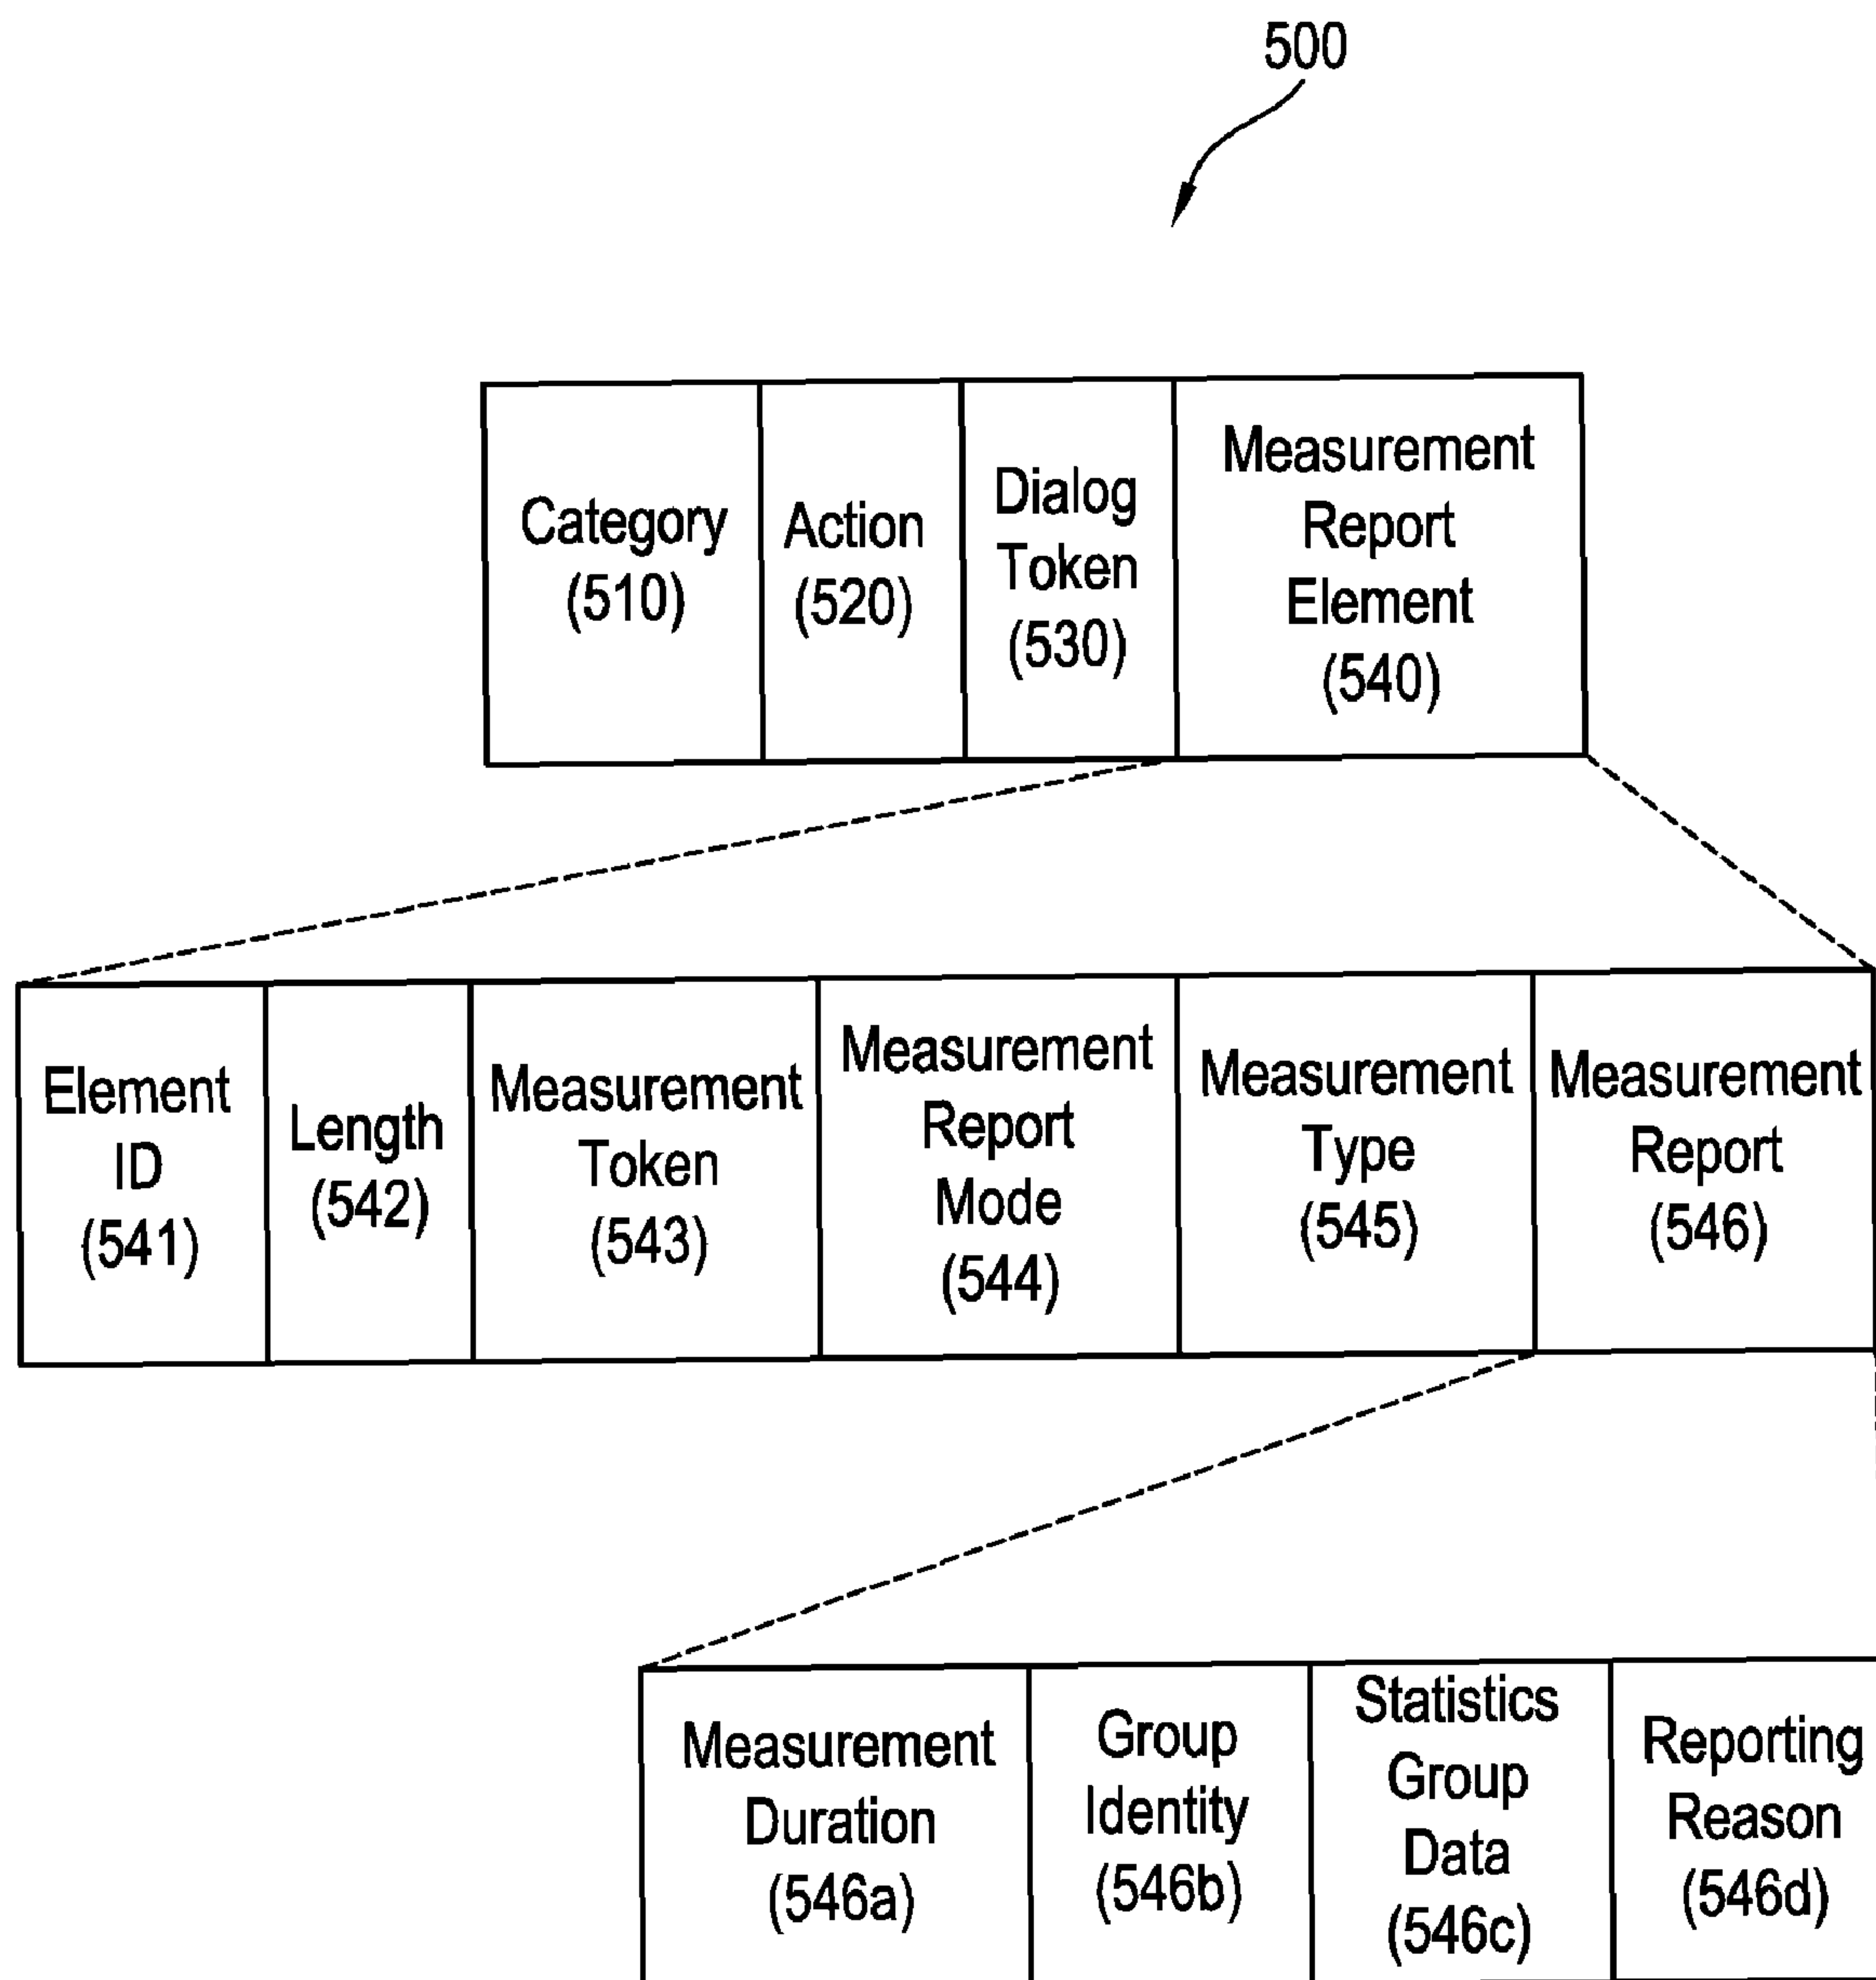 500
Category
(510)
Action
(520)
Dialog
Token
(530)
Measurement
Report
Element
(540)
Element
ID
(541)
Length
(542)
Measurement
Token
(543)
Measurement
Report
Mode
(544)
Measurement
Type
(545)
Measurement
Report
(546)
Measurement
Duration
(546a)
Group
Identity
(546b)
Statistics
Group
Data
(546c)
Reporting
Reason
(546d)